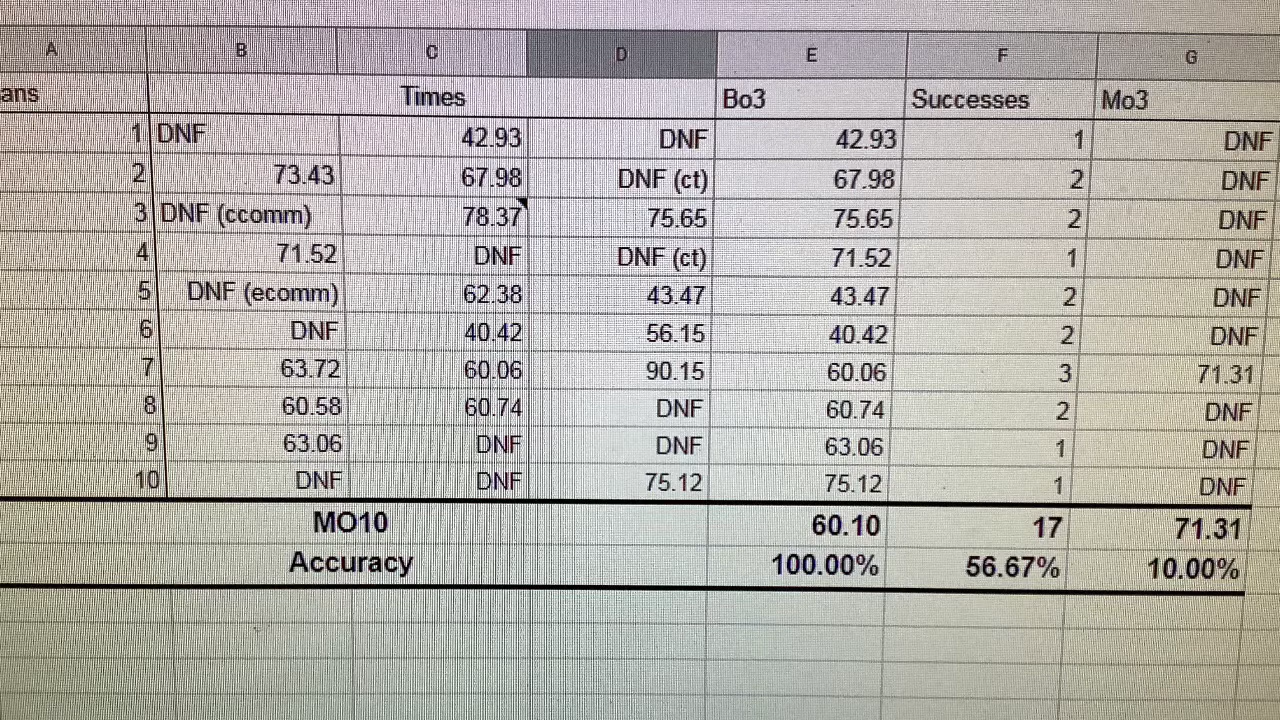 A B C D E F G
ans Times Bo3 Successes Mo3
1 DNF 42.93 DNF 42.93 1 DNF
2 73.43 67.98 DNF (ct) 67.98 2 DNF
3 DNF (ccomm) 78.37 75.65 75.65 2 DNF
4 71.52 DNF DNF (ct) 71.52 1 DNF
5 DNF (ecomm) 62.38 43.47 43.47 2 DNF
6 DNF 40.42 56.15 40.42 2 DNF
7 63.72 60.06 90.15 60.06 3 71.31
8 60.58 60.74 DNF 60.74 2 DNF
9 63.06 DNF DNF 63.06 1 DNF
10 DNF DNF 75.12 75.12 1 DNF
MO10 60.10 17 71.31
Accuracy 100.00% 56.67% 10.00%